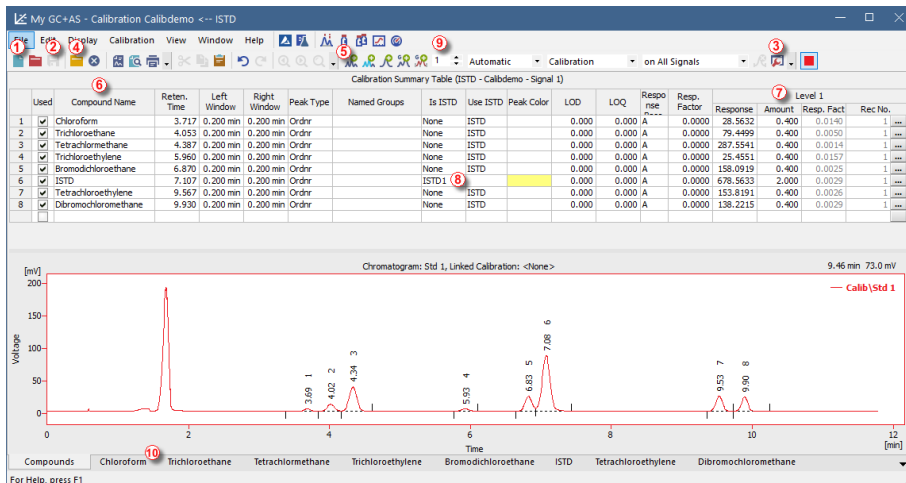 My GC+AS - Calibration Calibdemo <-- ISTD
File Edit Display Calibration View Window Help
1 2 4 5 9 3
1 Automatic Calibration on All Signals
Calibration Summary Table (ISTD - Calibdemo - Signal 1)
6 7
Used Compound Name Reten. Time Left Window Right Window Peak Type Named Groups Is ISTD Use ISTD Peak Color LOD LOQ Respo nse Resp. Factor Level 1
Response Amount Resp. Fact Rec No.
1 Chloroform 3.717 0.200 min 0.200 min Ordnr None ISTD 0.000 0.000 A 0.0000 28.5632 0.400 0.0140 1 ...
2 Trichloroethane 4.053 0.200 min 0.200 min Ordnr None ISTD 0.000 0.000 A 0.0000 79.4499 0.400 0.0050 1 ...
3 Tetrachlormethane 4.387 0.200 min 0.200 min Ordnr None ISTD 0.000 0.000 A 0.0000 287.5541 0.400 0.0014 1 ...
4 Trichloroethylene 5.960 0.200 min 0.200 min Ordnr None ISTD 0.000 0.000 A 0.0000 25.4551 0.400 0.0157 1 ...
5 Bromodichloroethane 6.870 0.200 min 0.200 min Ordnr None ISTD 0.000 0.000 A 0.0000 158.0919 0.400 0.0025 1 ...
6 ISTD 7.107 0.200 min 0.200 min Ordnr ISTD1 8 0.000 0.000 A 0.0000 678.5633 2.000 0.0029 1 ...
7 Tetrachloroethylene 9.567 0.200 min 0.200 min Ordnr None ISTD 0.000 0.000 A 0.0000 153.8191 0.400 0.0026 1 ...
8 Dibromochloromethane 9.930 0.200 min 0.200 min Ordnr None ISTD 0.000 0.000 A 0.0000 138.2215 0.400 0.0029 1 ...
Chromatogram: Std 1, Linked Calibration: <None> 9.46 min 73.0 mV
[mV]
Calib\Std 1
200
150
100
50
0
Voltage
3.69 1
4.02 2
4.34 3
5.93 4
6.83 5
7.08 6
9.53 7
9.90 8
0 2 4 6 8 10 12
Time [min]
10
Compounds Chloroform Trichloroethane Tetrachlormethane Trichloroethylene Bromodichloroethane ISTD Tetrachloroethylene Dibromochloromethane
For Help, press F1